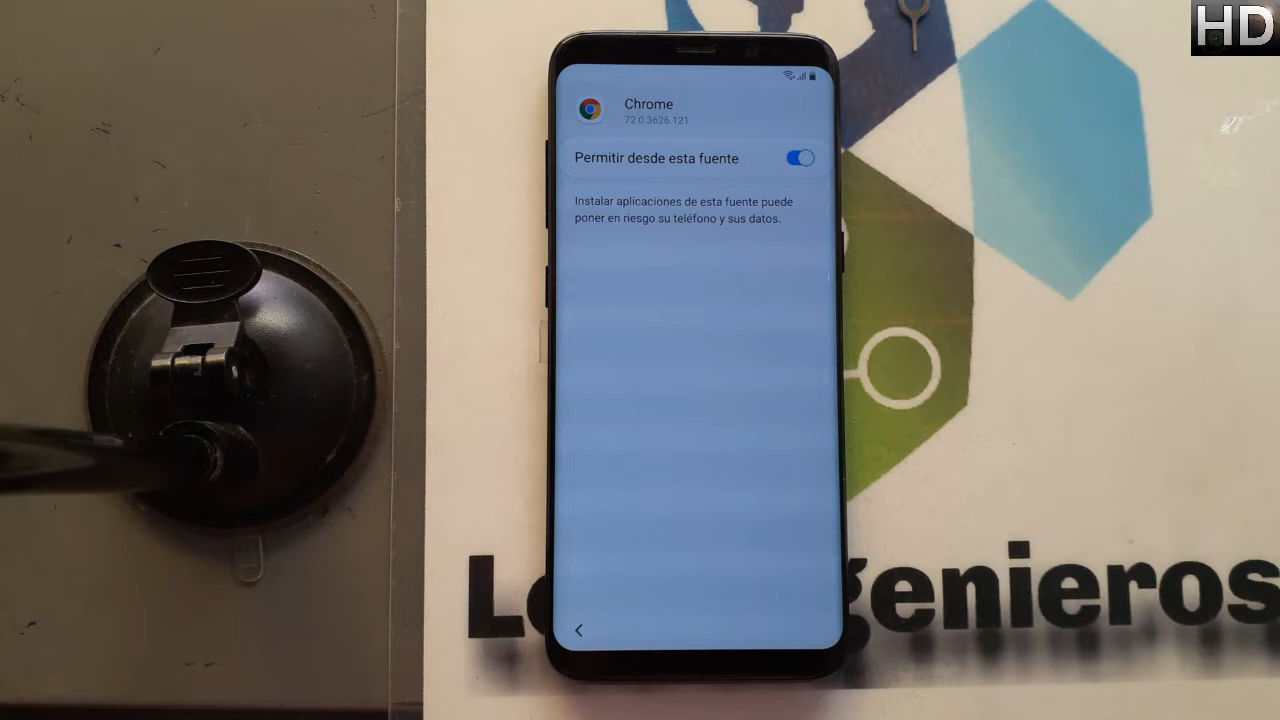 HD
Chrome
72.0.3626.121
Permitir desde esta fuente
Instalar aplicaciones de esta fuente puede
poner en riesgo su teléfono y sus datos.